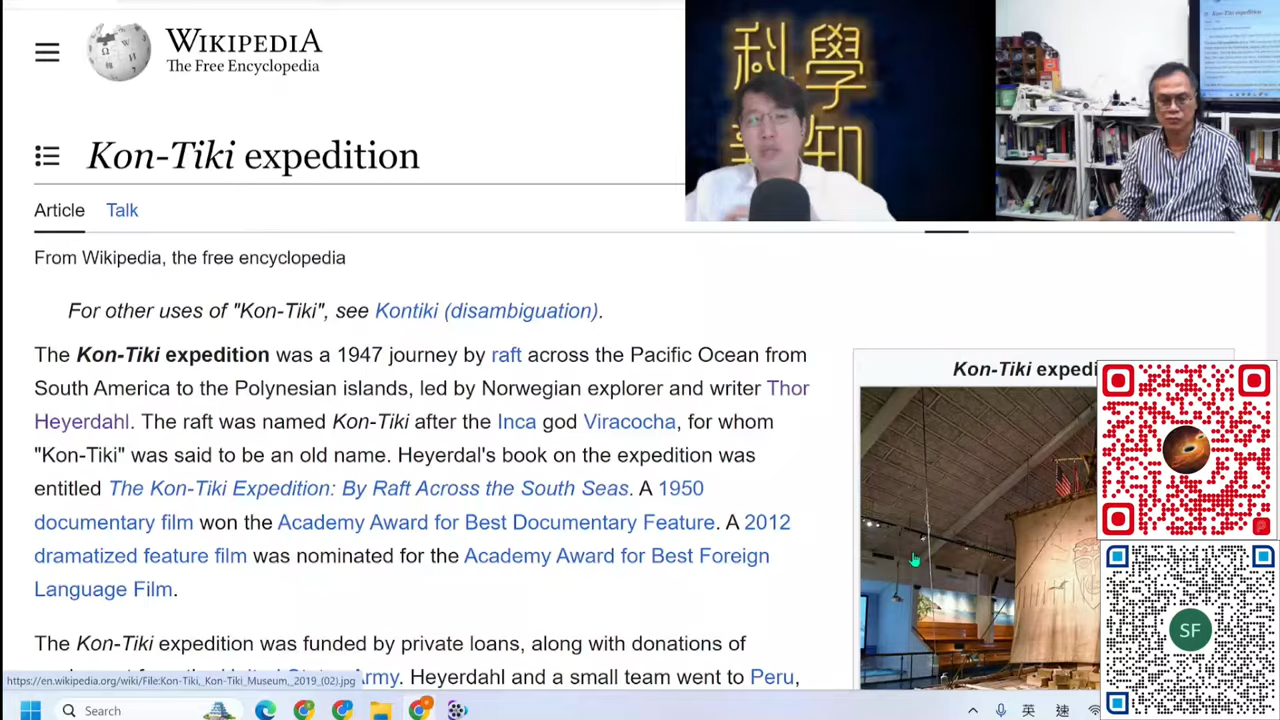 WIKIPEDIA
The Free Encyclopedia
科學
知
Kon-Tiki expedition
Article Talk
From Wikipedia, the free encyclopedia
For other uses of "Kon-Tiki", see Kontiki (disambiguation).
The Kon-Tiki expedition was a 1947 journey by raft across the Pacific Ocean from
South America to the Polynesian islands, led by Norwegian explorer and writer Thor
Heyerdahl. The raft was named Kon-Tiki after the Inca god Viracocha, for whom
"Kon-Tiki" was said to be an old name. Heyerdal's book on the expedition was
entitled The Kon-Tiki Expedition: By Raft Across the South Seas. A 1950
documentary film won the Academy Award for Best Documentary Feature. A 2012
dramatized feature film was nominated for the Academy Award for Best Foreign
Language Film.
The Kon-Tiki expedition was funded by private loans, along with donations of
Army. Heyerdahl and a small team went to Peru,
Kon-Tiki expedi
SF
https://en.wikipedia.org/wiki/File:Kon-Tiki,_Kon-Tiki_Museum,_2019_(02).jpg
Search
英
速